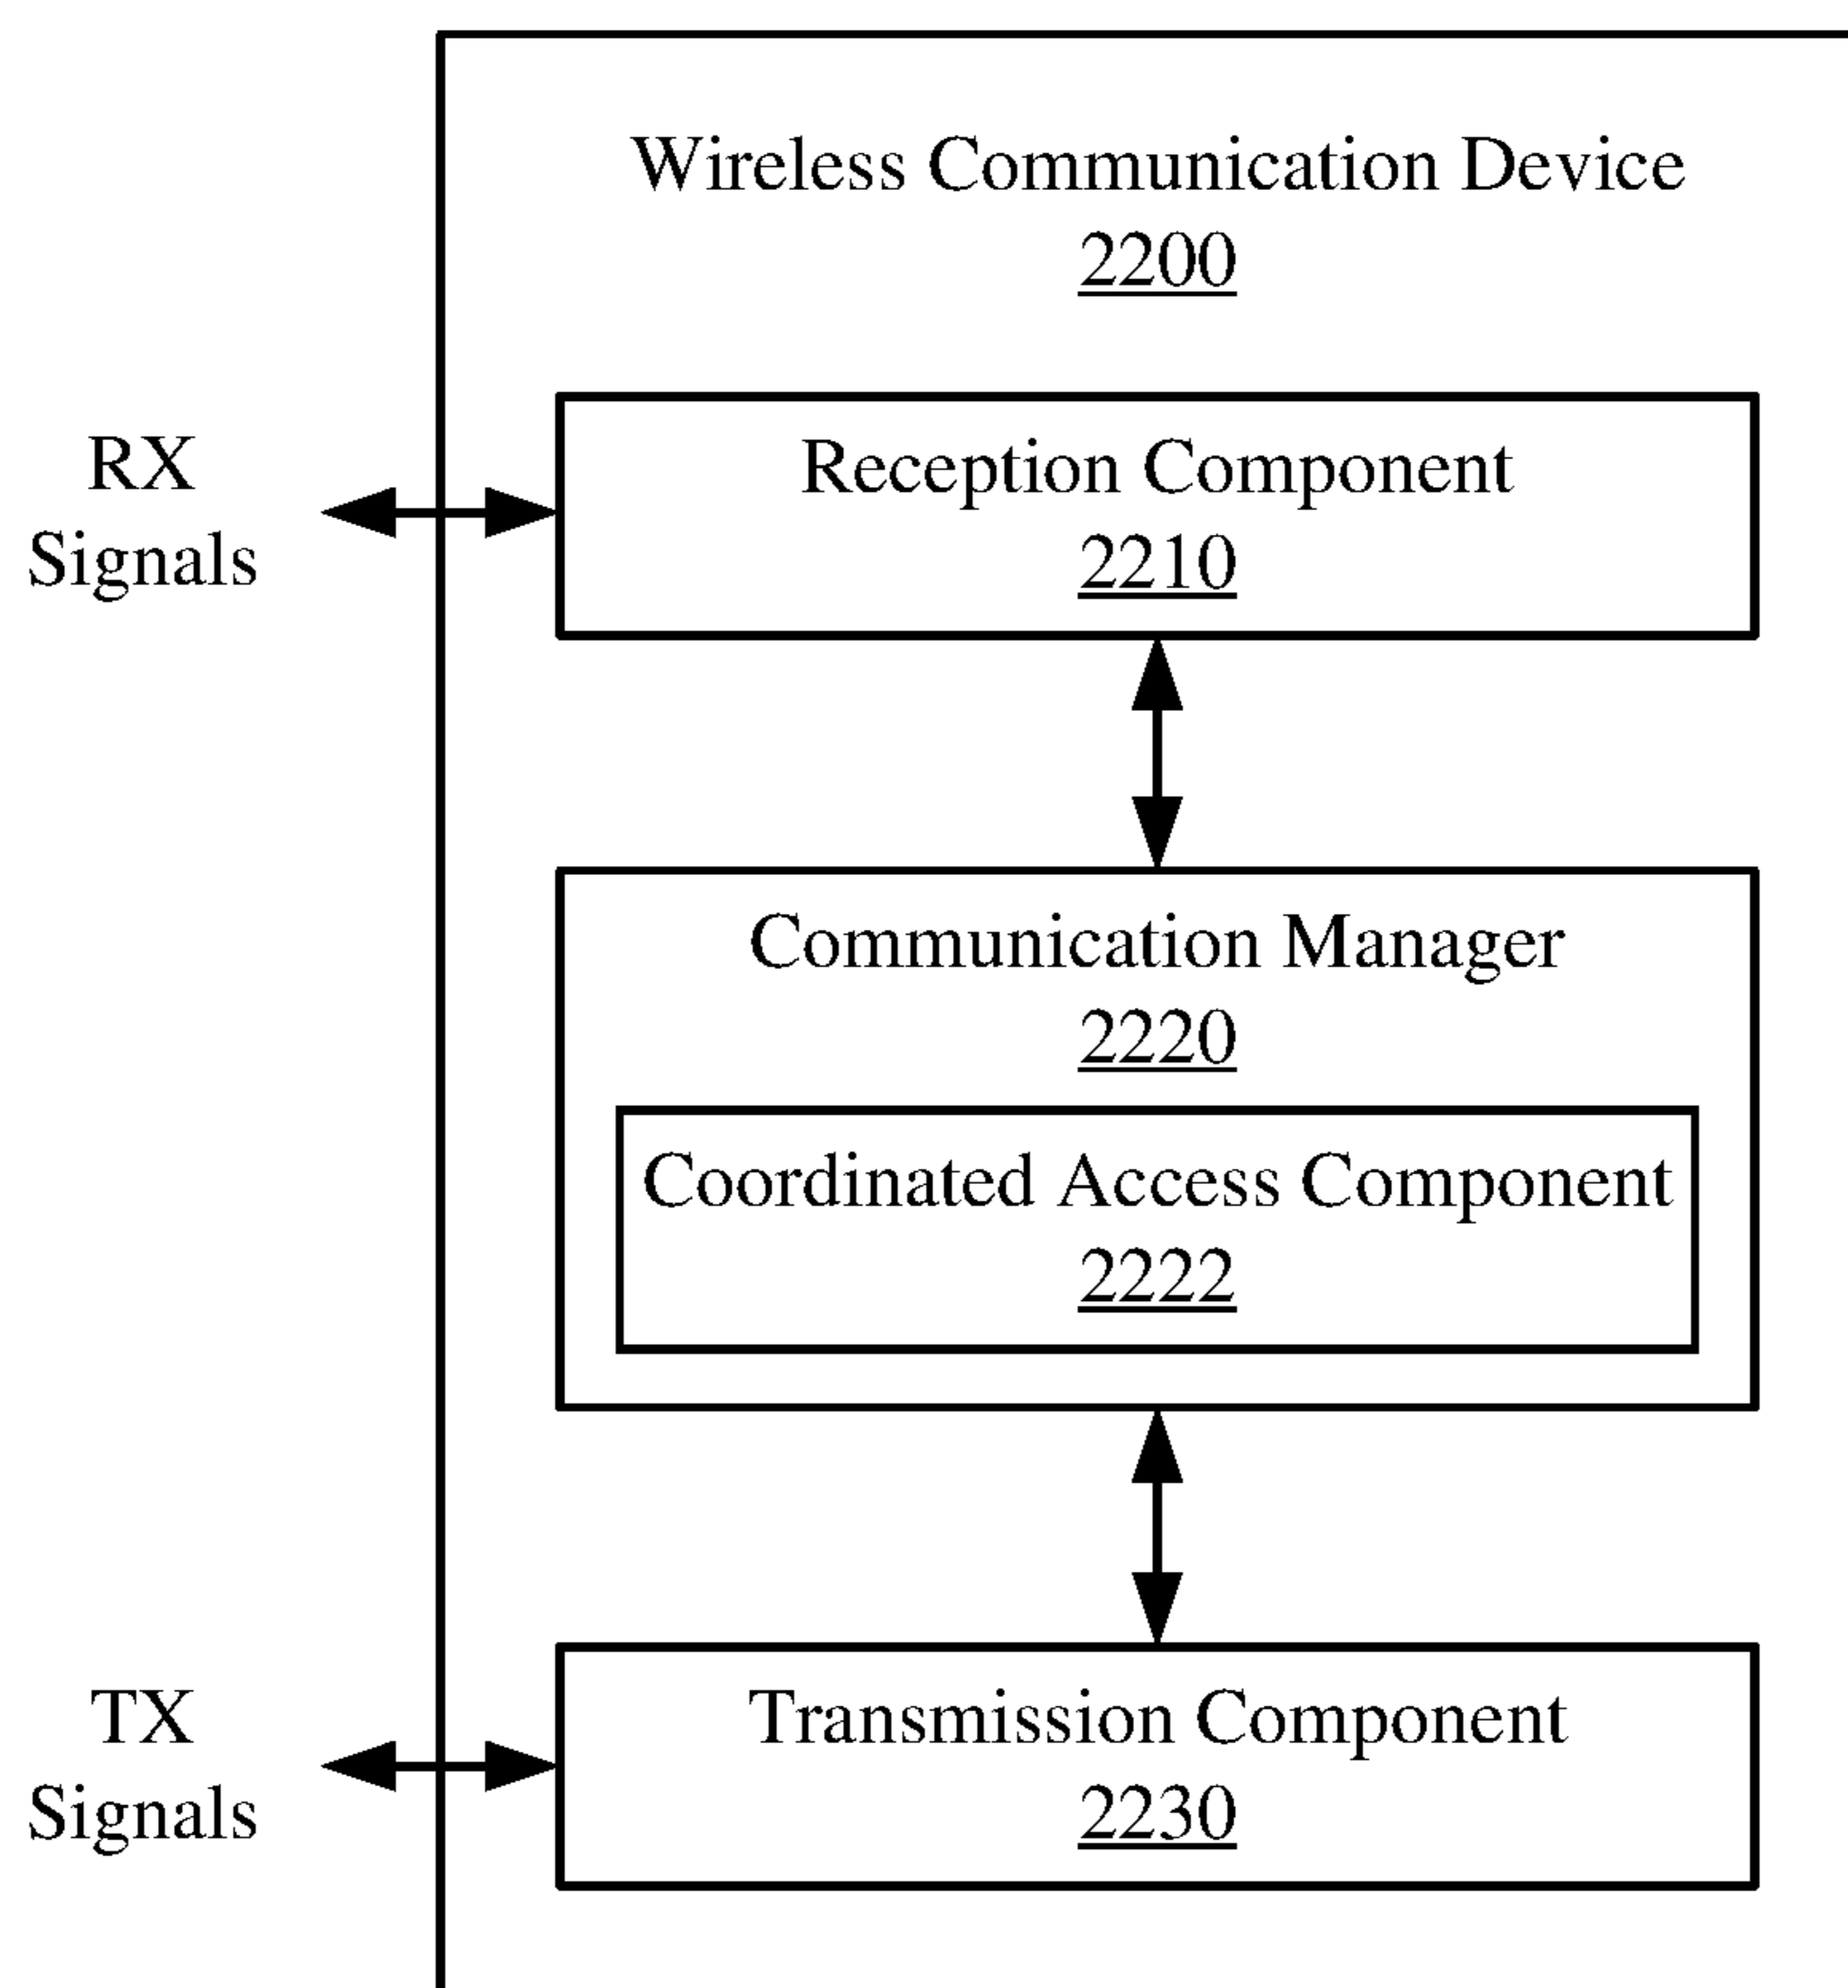 Wireless Communication Device
2200
RX
Signals
Reception Component
2210
Communication Manager
2220
Coordinated Access Component
2222
TX
Signals
Transmission Component
2230